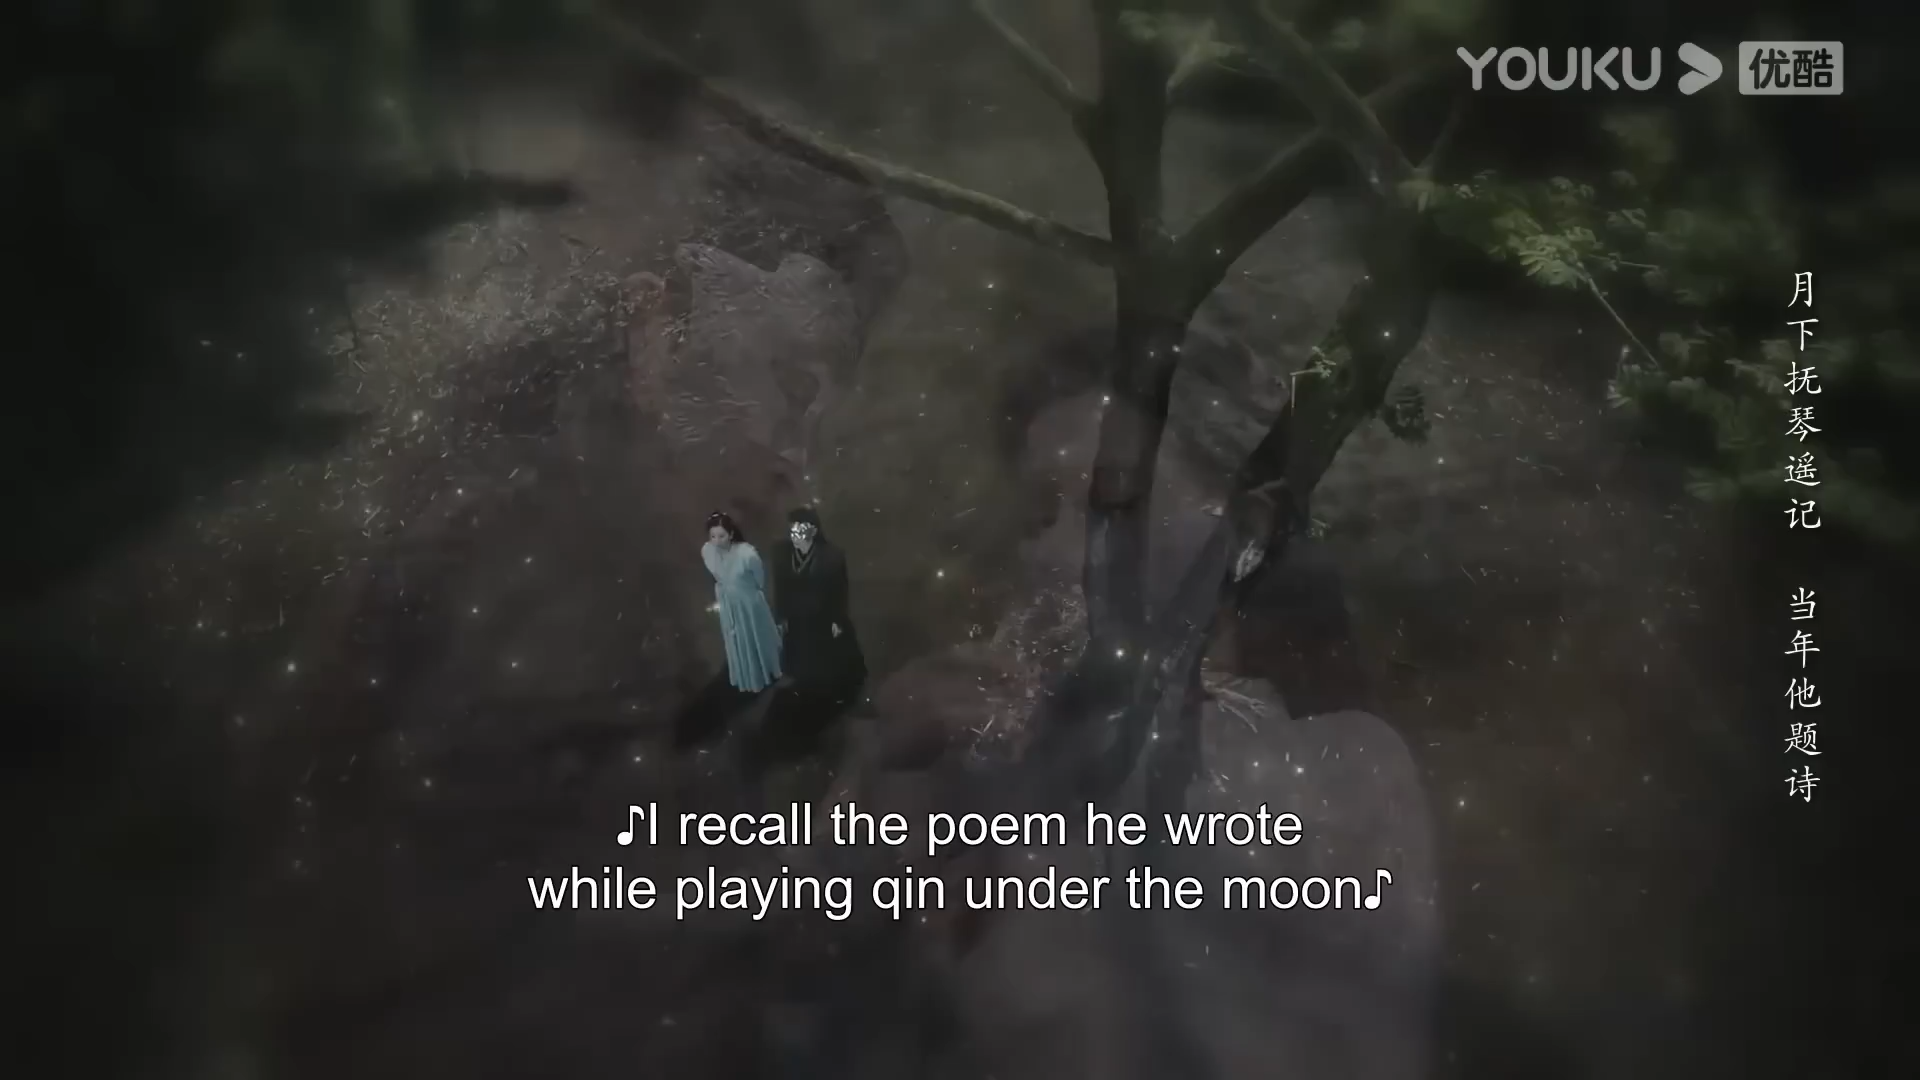 YOUKU 优酷
月下抚琴遥记 当年他题诗
♪I recall the poem he wrote
while playing qin under the moon♪